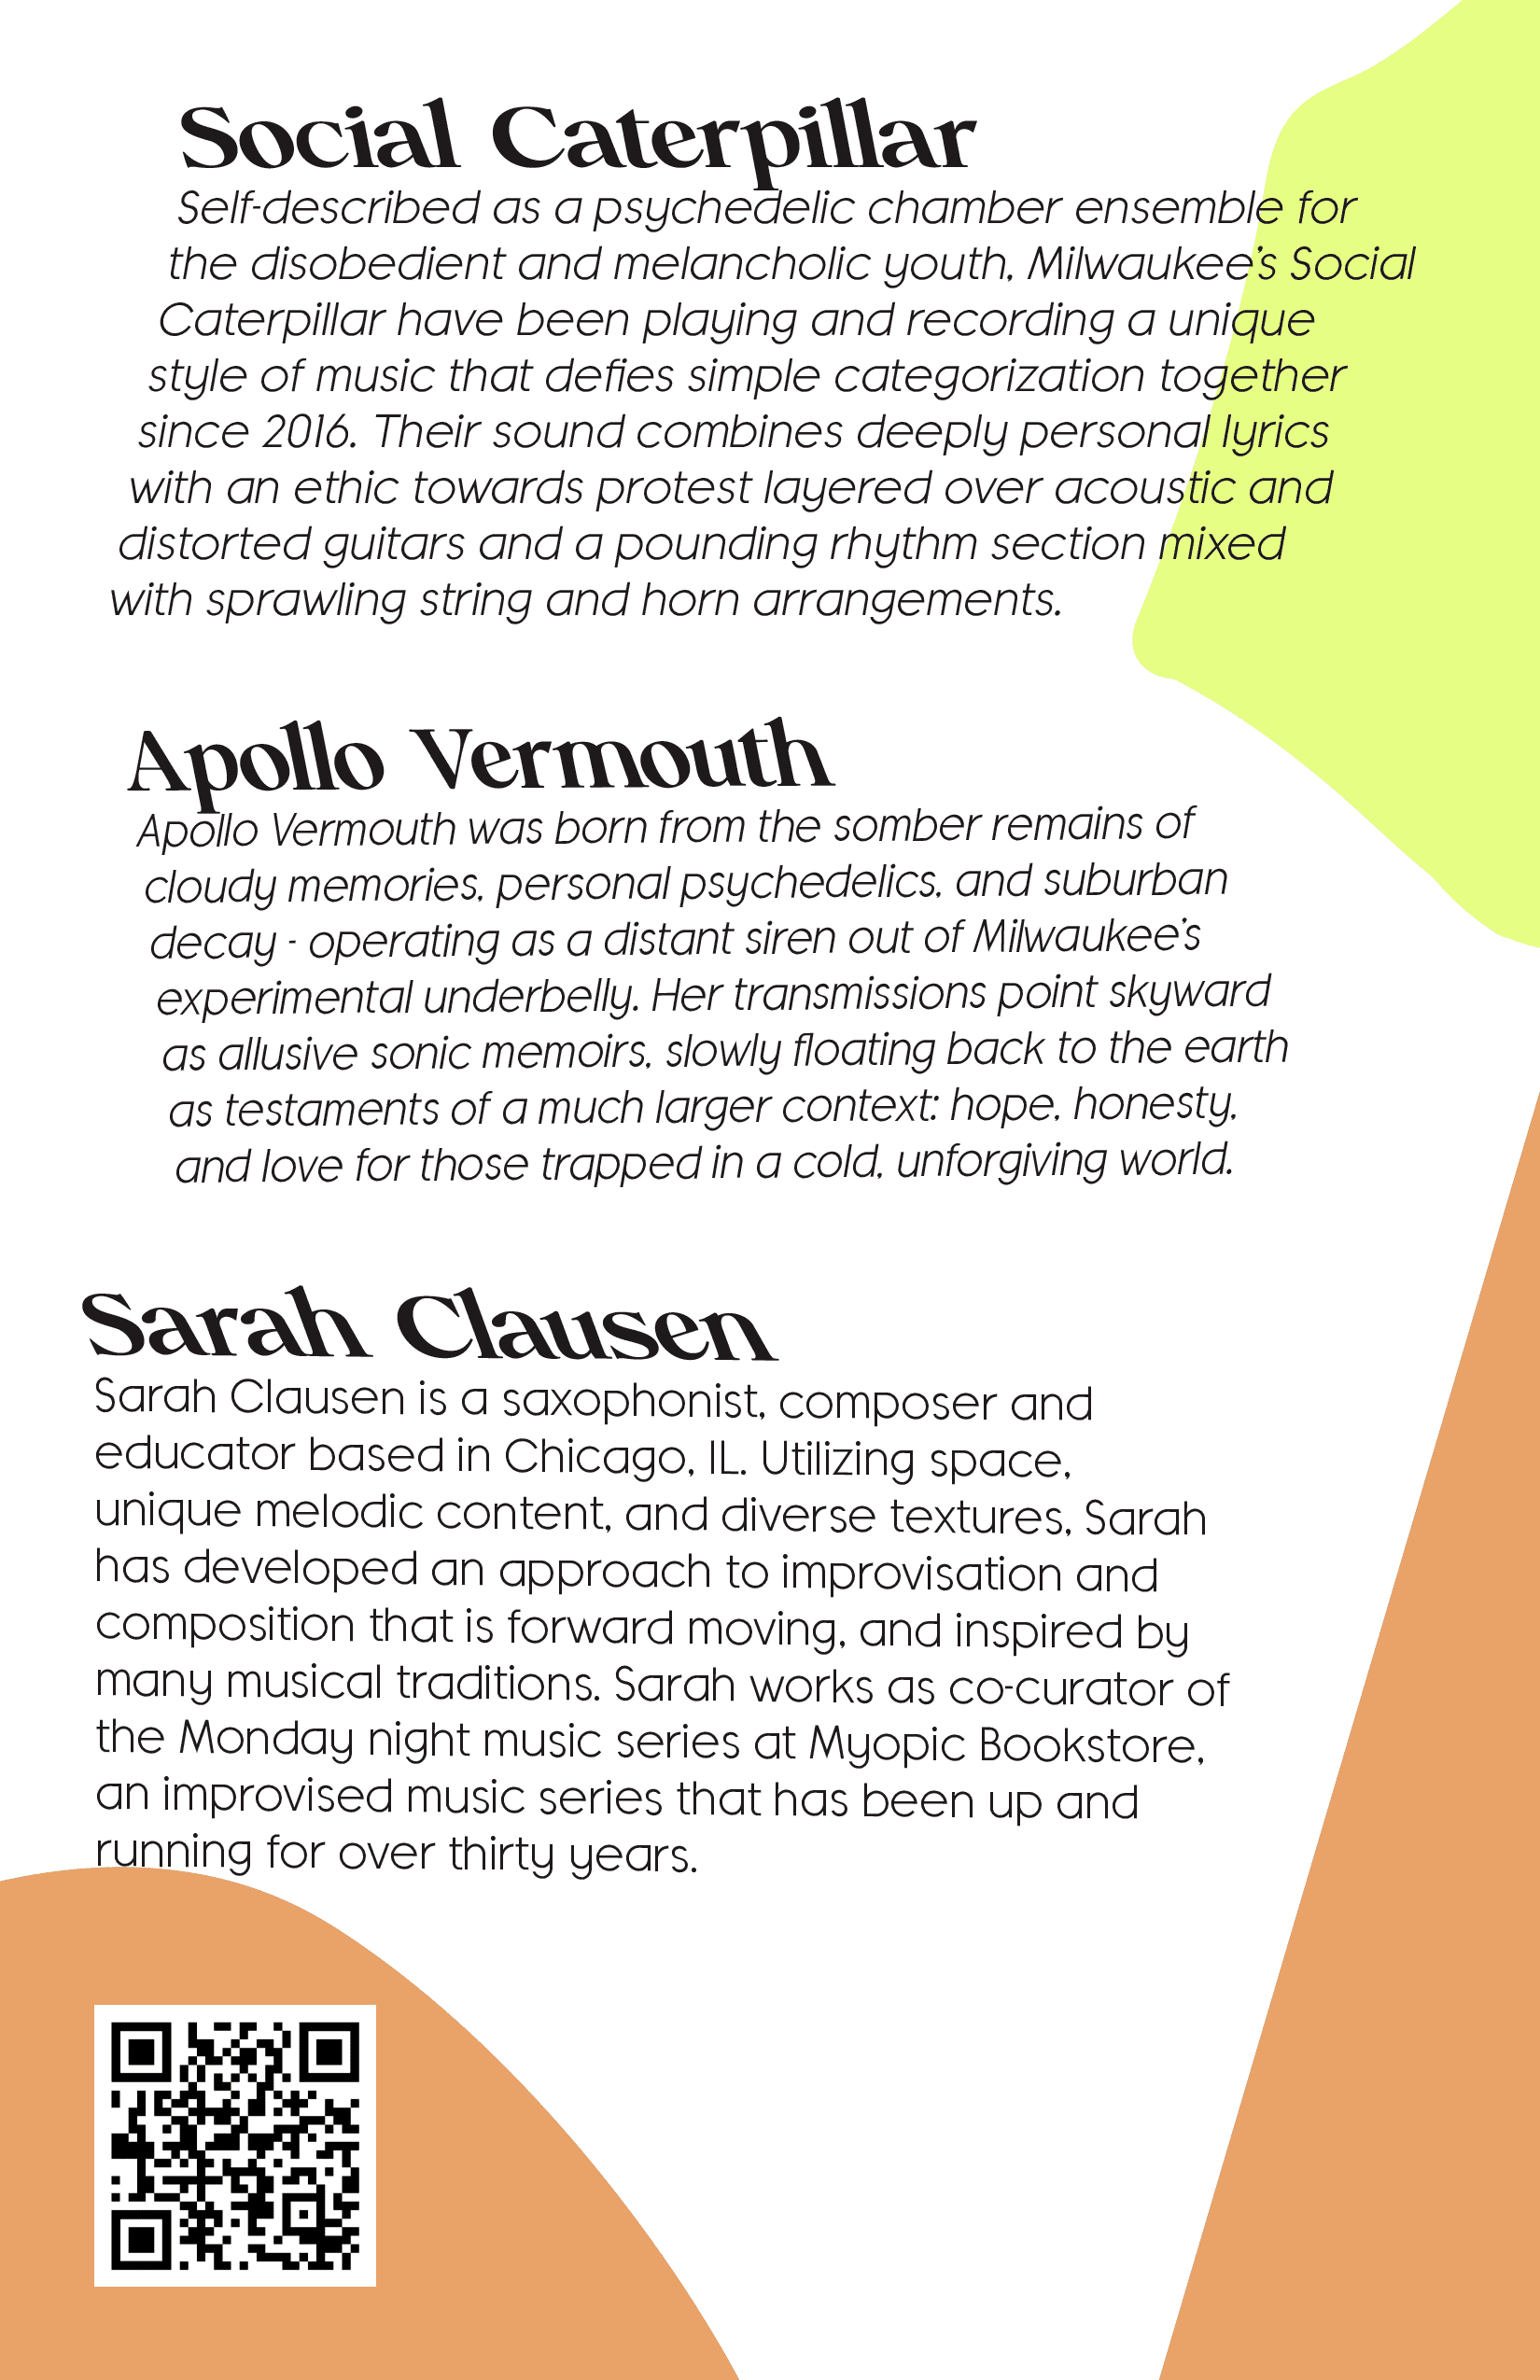 Social Caterpillar
Self-described as a psychedelic chamber ensemble for
the disobedient and melancholic youth, Milwaukee's Social
Caterpillar have been playing and recording a unique
style of music that defies simple categorization together
since 2016. Their sound combines deeply personal lyrics
with an ethic towards protest layered over acoustic and
distorted guitars and a pounding rhythm section mixed
with sprawling string and horn arrangements.
Apollo Vermouth
Apollo Vermouth was born from the somber remains of
cloudy memories, personal psychedelics, and suburban
decay - operating as a distant siren out of Milwaukee's
experimental underbelly. Her transmissions point skyward
as allusive sonic memoirs, slowly floating back to the earth
as testaments of a much larger context: hope, honesty,
and love for those trapped in a cold, unforgiving world.
Sarah Clausen
Sarah Clausen is a saxophonist, composer and
educator based in Chicago, IL. Utilizing space,
unique melodic content, and diverse textures, Sarah
has developed an approach to improvisation and
composition that is forward moving, and inspired by
many musical traditions. Sarah works as co-curator of
the Monday night music series at Myopic Bookstore,
an improvised music series that has been up and
running for over thirty years.